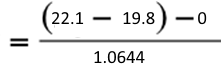 = (22.1 − 19.8) − 0
1.0644